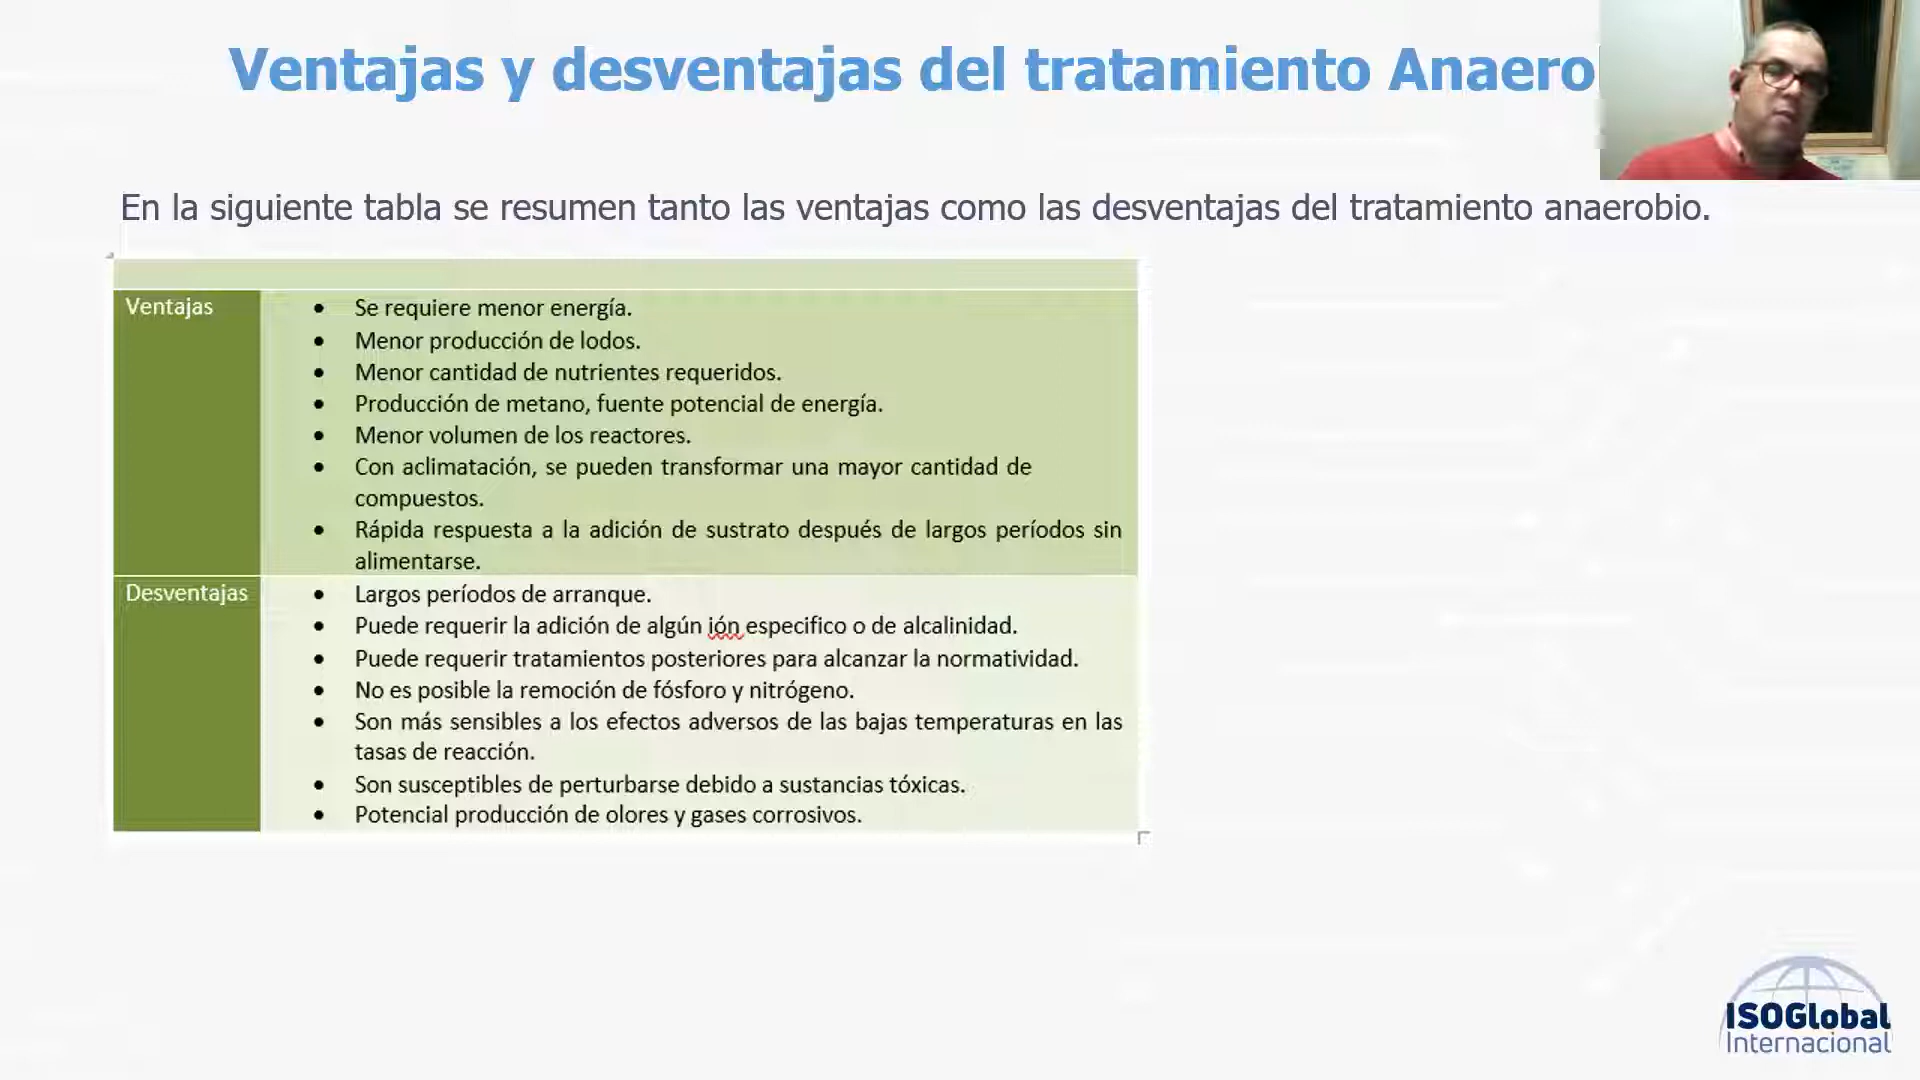 Ventajas y desventajas del tratamiento Anaero
En la siguiente tabla se resumen tanto las ventajas como las desventajas del tratamiento anaerobio.
Ventajas
• Se requiere menor energía.
• Menor producción de lodos.
• Menor cantidad de nutrientes requeridos.
• Producción de metano, fuente potencial de energía.
• Menor volumen de los reactores.
• Con aclimatación, se pueden transformar una mayor cantidad de
compuestos.
• Rápida respuesta a la adición de sustrato después de largos períodos sin
alimentarse.
Desventajas
• Largos períodos de arranque.
• Puede requerir la adición de algún ión especifico o de alcalinidad.
• Puede requerir tratamientos posteriores para alcanzar la normatividad.
• No es posible la remoción de fósforo y nitrógeno.
• Son más sensibles a los efectos adversos de las bajas temperaturas en las
tasas de reacción.
• Son susceptibles de perturbarse debido a sustancias tóxicas.
• Potencial producción de olores y gases corrosivos.
ISOGlobal
Internacional